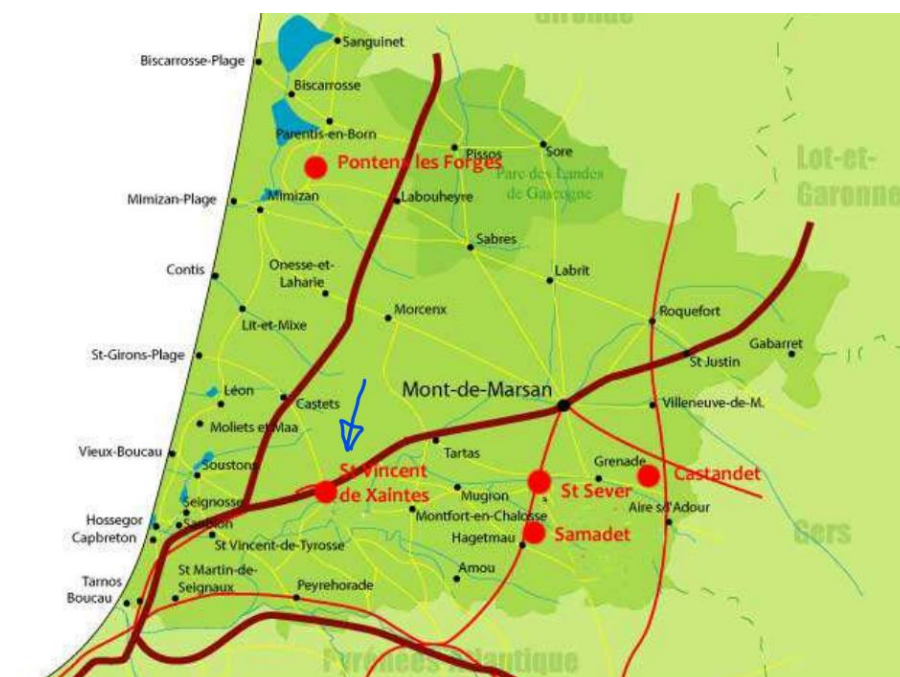 Gironde
Sanguinet
Biscarrosse-Plage
Biscarrosse
Parentis-en-Born
Pissos
Sore
Pontenx les Forges
Parc des Landes
de Gascogne
Lot-et-
Garonne
Mimizan-Plage
Mimizan
Labouheyre
Sabres
Contis
Onesse-et-
Laharie
Labrit
Morcenx
Lit-et-Mixe
Roquefort
St-Girons-Plage
Gabarret
St Justin
Léon
Castets
Mont-de-Marsan
Villeneuve-de-M.
Moliets et Maa
Vieux-Boucau
Tartas
Soustons
St Vincent
de Xaintes
Grenade
Castandet
Seignosse
Mugron
St Sever
Hossegor
Saubion
Montfort-en-Chalosse
Aire s/d'Adour
Capbreton
St Vincent-de-Tyrosse
Hagetmau
Samadet
Gers
Tarnos
St Martin-de-
Seignaux
Amou
Boucau
Peyrehorade
Pyrénées Atlantique